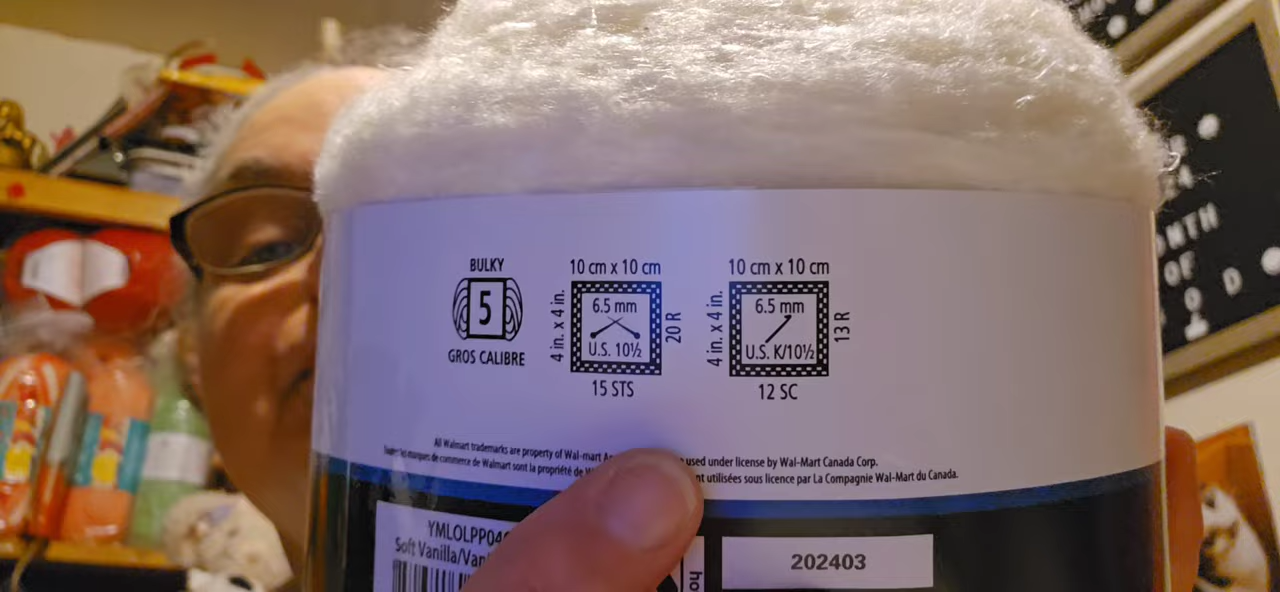 BULKY
5
GROS CALIBRE
10 cm x 10 cm
4 in. x 4 in.
6.5 mm
U.S. 10½
20 R
15 STS
10 cm x 10 cm
4 in. x 4 in.
6.5 mm
U.S. K/10½
13 R
12 SC
All Walmart trademarks are property of Wal-mart used under license by Wal-Mart Canada Corp.
de commerce de Walmart sont la propriété de utilisées sous licence par La Compagnie Wal-Mart du Canada.
Soft Vanilla/
202403
OF